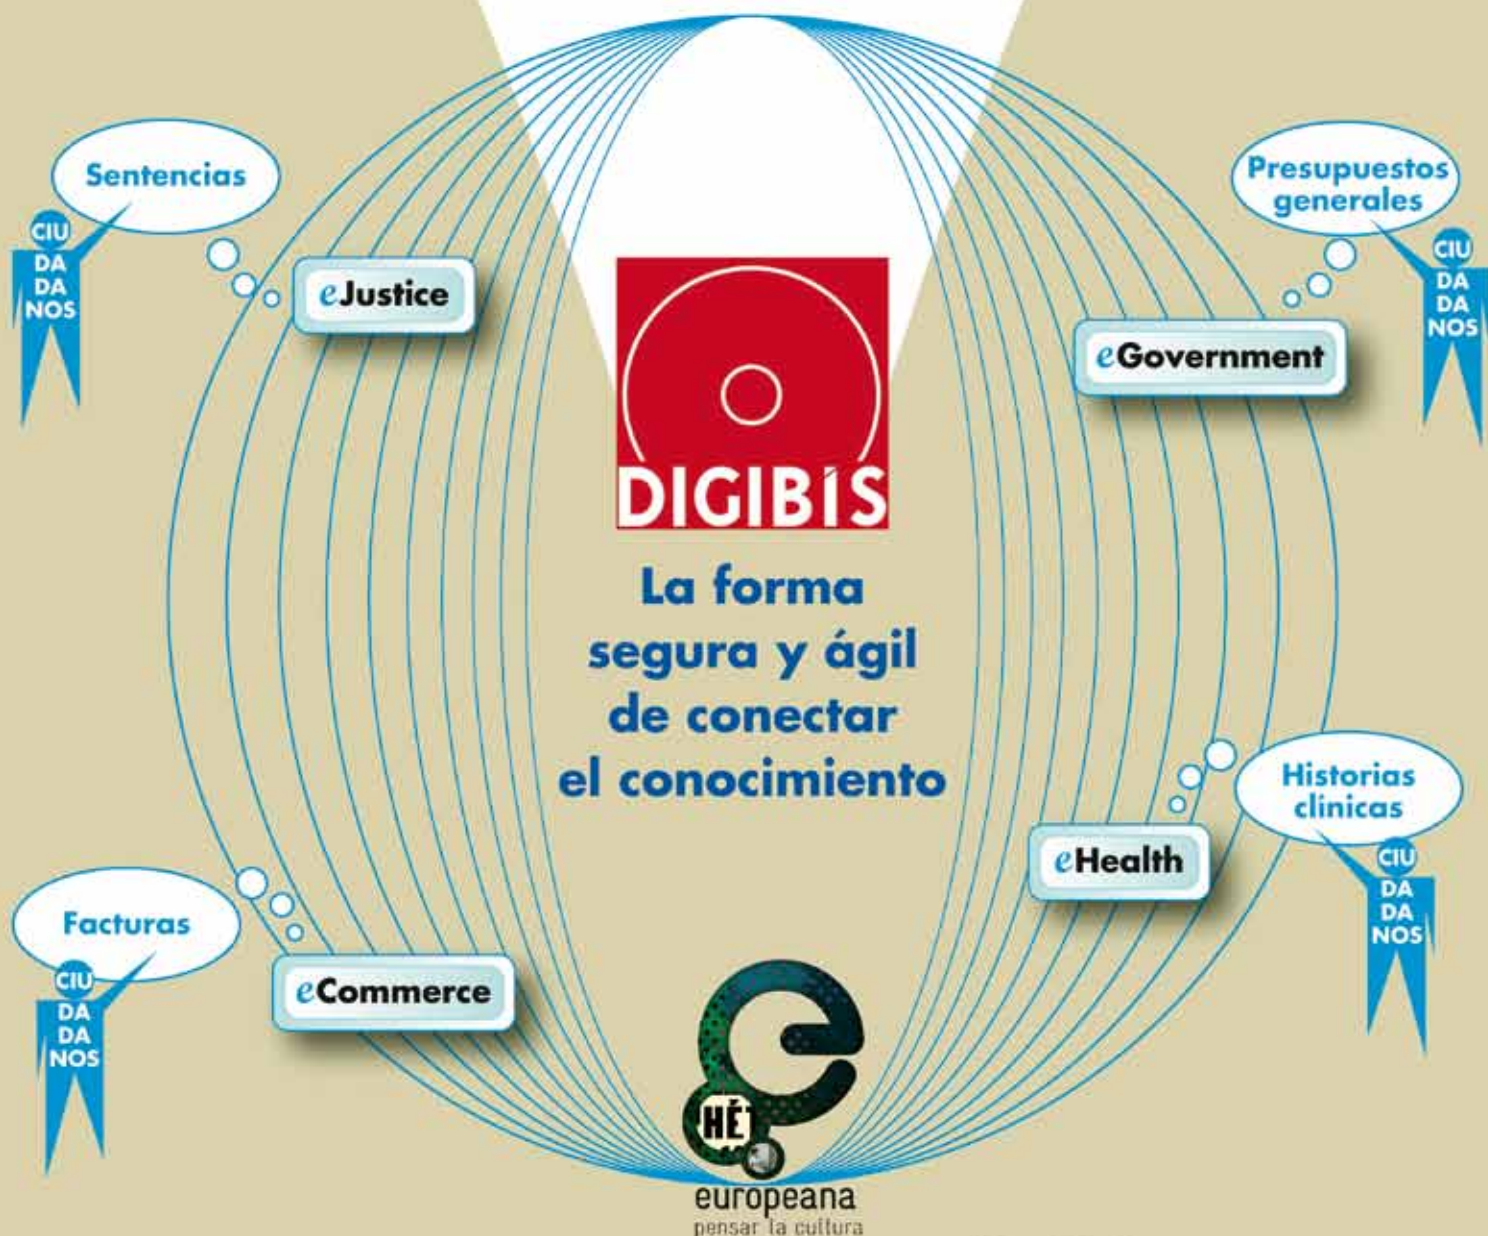 Sentencias
CIU
DA
DA
NOS
eJustice
Presupuestos
generales
CIU
DA
DA
NOS
eGovernment
DIGIBÍS
La forma
segura y ágil
de conectar
el conocimiento
Historias
clínicas
CIU
DA
DA
NOS
eHealth
Facturas
CIU
DA
DA
NOS
eCommerce
HÉ
europeana
pensar la cultura